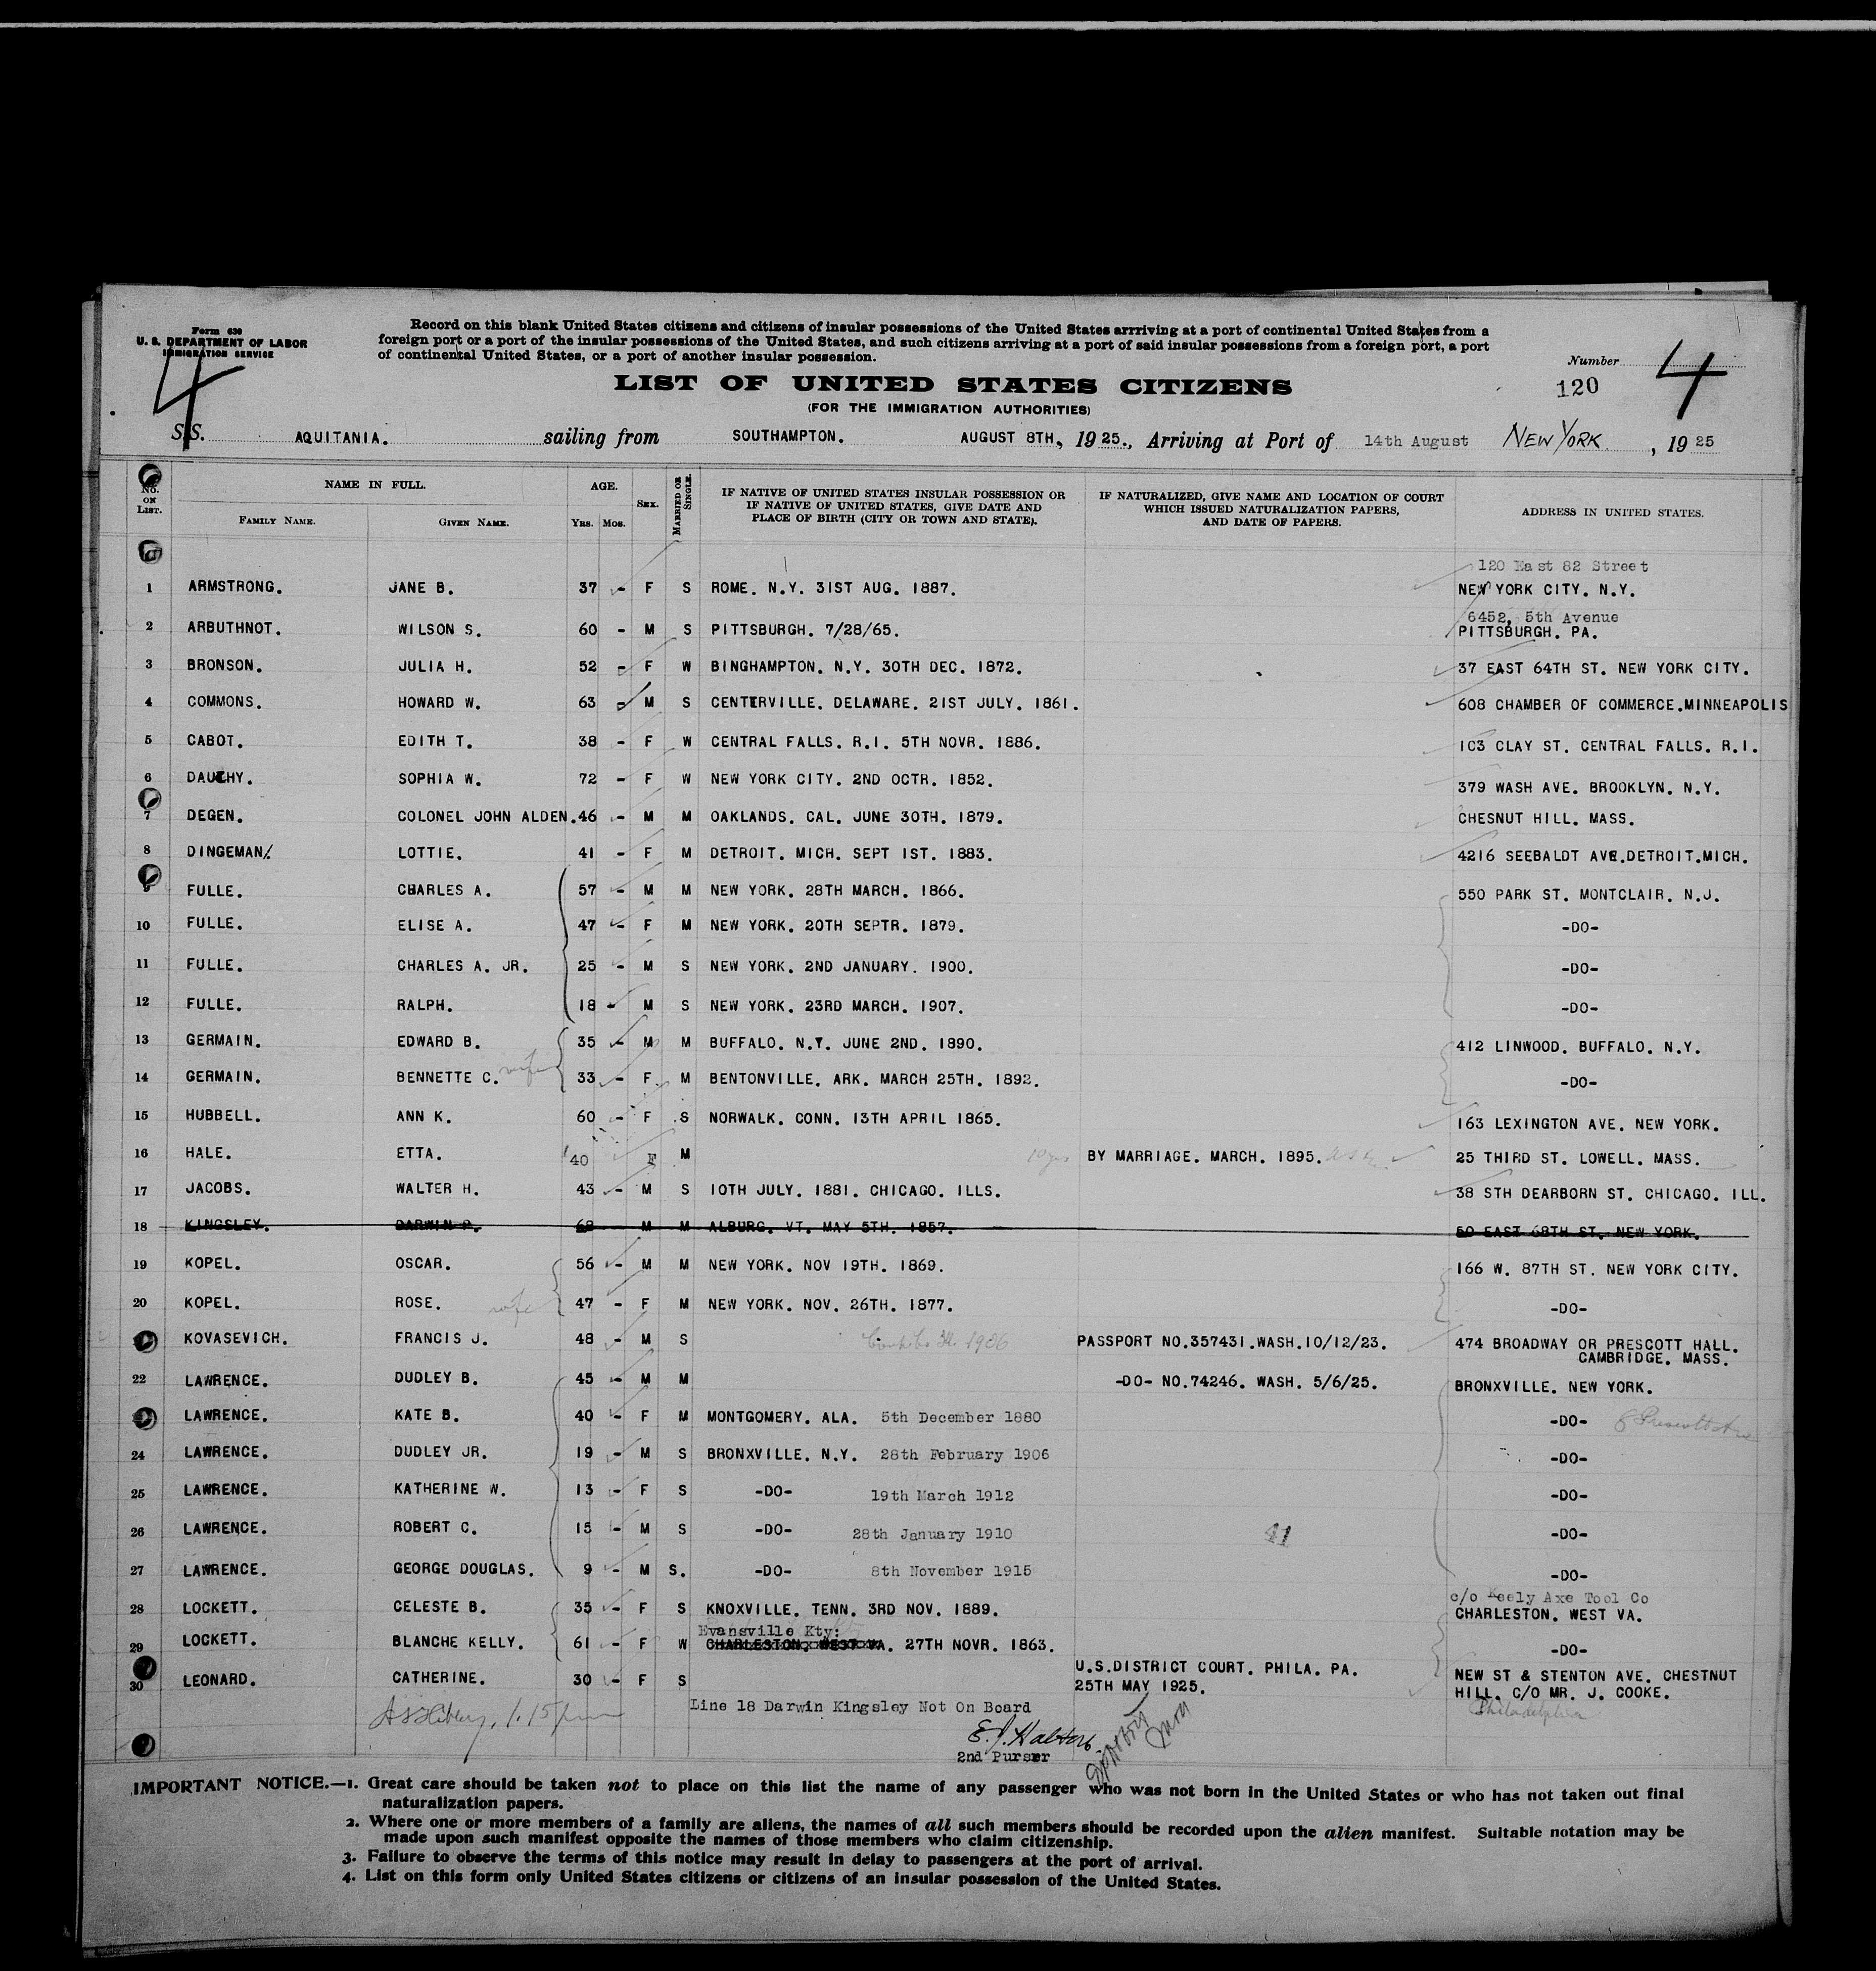 Form 630
U. S. DEPARTMENT OF LABOR
IMMIGRATION SERVICE
4
Record on this blank United States citizens and citizens of insular possessions of the United States arrriving at a port of continental United States from a
foreign port or a port of the insular possessions of the United States, and such citizens arriving at a port of said insular possessions from a foreign port, a port
of continental United States, or a port of another insular possession.
Number 4
120
LIST OF UNITED STATES CITIZENS
(FOR THE IMMIGRATION AUTHORITIES)
S.S. AQUITANIA. sailing from SOUTHAMPTON. AUGUST 8TH, 1925., Arriving at Port of 14th August NEW YORK, 1925
No. ON LIST. NAME IN FULL. FAMILY NAME. GIVEN NAME. AGE. YRS. MOS. SEX. MARRIED OR SINGLE. IF NATIVE OF UNITED STATES INSULAR POSSESSION OR IF NATIVE OF UNITED STATES, GIVE DATE AND PLACE OF BIRTH (CITY OR TOWN AND STATE). IF NATURALIZED, GIVE NAME AND LOCATION OF COURT WHICH ISSUED NATURALIZATION PAPERS, AND DATE OF PAPERS. ADDRESS IN UNITED STATES.
120 East 82 Street
1 ARMSTRONG. JANE B. 37 - F S ROME. N.Y. 31ST AUG. 1887. NEW YORK CITY. N.Y.
6452, 5th Avenue
2 ARBUTHNOT. WILSON S. 60 - M S PITTSBURGH. 7/28/65. PITTSBURGH. PA.
3 BRONSON. JULIA H. 52 - F W BINGHAMPTON. N.Y. 30TH DEC. 1872. 37 EAST 64TH ST. NEW YORK CITY.
4 COMMONS. HOWARD W. 63 - M S CENTERVILLE. DELAWARE. 21ST JULY. 1861. 608 CHAMBER OF COMMERCE.MINNEAPOLIS
5 CABOT. EDITH T. 38 - F W CENTRAL FALLS. R.I. 5TH NOVR. 1886. 103 CLAY ST. CENTRAL FALLS. R.I.
6 DAUCHY. SOPHIA W. 72 - F W NEW YORK CITY. 2ND OCTR. 1852. 379 WASH AVE. BROOKLYN. N.Y.
7 DEGEN. COLONEL JOHN ALDEN. 46 - M M OAKLANDS. CAL. JUNE 30TH. 1879. CHESNUT HILL. MASS.
8 DINGEMAN. LOTTIE. 41 - F M DETROIT. MICH. SEPT 1ST. 1883. 4216 SEEBALDT AVE.DETROIT.MICH.
9 FULLE. CHARLES A. 57 - M M NEW YORK. 28TH MARCH. 1866. 550 PARK ST. MONTCLAIR. N.J.
10 FULLE. ELISE A. 47 - F M NEW YORK. 20TH SEPTR. 1879. -DO-
11 FULLE. CHARLES A. JR. 25 - M S NEW YORK. 2ND JANUARY. 1900. -DO-
12 FULLE. RALPH. 18 - M S NEW YORK. 23RD MARCH. 1907. -DO-
13 GERMAIN. EDWARD B. 35 - M M BUFFALO. N.Y. JUNE 2ND. 1890. 412 LINWOOD. BUFFALO. N.Y.
14 GERMAIN. BENNETTE C. wife 33 - F. M BENTONVILLE. ARK. MARCH 25TH. 1892. -DO-
15 HUBBELL. ANN K. 60 - F S NORWALK. CONN. 13TH APRIL 1865. 163 LEXINGTON AVE. NEW YORK.
16 HALE. ETTA. 40 F M BY MARRIAGE. MARCH. 1895. 25 THIRD ST. LOWELL. MASS.
17 JACOBS. WALTER H. 43 - M S 10TH JULY. 1881. CHICAGO. ILLS. 38 STH DEARBORN ST. CHICAGO. ILL.
18 KINGSLEY. DARWIN P. 68 M M ALBURG. VT. MAY 5TH. 1857. 50 EAST 68TH ST. NEW YORK.
19 KOPEL. OSCAR. 56 - M M NEW YORK. NOV 19TH. 1869. 166 W. 87TH ST. NEW YORK CITY.
20 KOPEL. ROSE. wife 47 - F M NEW YORK. NOV. 26TH. 1877. -DO-
KOVASEVICH. FRANCIS J. 48 - M S 1906 PASSPORT NO.357431.WASH.10/12/23. 474 BROADWAY OR PRESCOTT HALL.
CAMBRIDGE. MASS.
22 LAWRENCE. DUDLEY B. 45 - M M -DO- NO.74246. WASH. 5/6/25. BRONXVILLE. NEW YORK.
LAWRENCE. KATE B. 40 - F M MONTGOMERY. ALA. 5th December 1880 -DO-
24 LAWRENCE. DUDLEY JR. 19 - M S BRONXVILLE. N.Y. 28th February 1906 -DO-
25 LAWRENCE. KATHERINE W. 13 - F S -DO- 19th March 1912 -DO-
26 LAWRENCE. ROBERT C. 15 - M S -DO- 28th January 1910 41 -DO-
27 LAWRENCE. GEORGE DOUGLAS. 9 - M S. -DO- 8th November 1915 -DO-
c/o Keely Axe Tool Co
28 LOCKETT. CELESTE B. 35 - F S KNOXVILLE. TENN. 3RD NOV. 1889. CHARLESTON. WEST VA.
Evansville Kty:
29 LOCKETT. BLANCHE KELLY. 61 - F W CHARLESTON. WEST VA. 27TH NOVR. 1863. -DO-
30 LEONARD. CATHERINE. 30 - F S U.S.DISTRICT COURT. PHILA. PA. NEW ST & STENTON AVE. CHESTNUT
25TH MAY 1925. HILL. C/O MR. J. COOKE.
Philadelphia
Line 18 Darwin Kingsley Not On Board
1.15 pm
2nd Purser
IMPORTANT NOTICE.—1. Great care should be taken not to place on this list the name of any passenger who was not born in the United States or who has not taken out final
naturalization papers.
2. Where one or more members of a family are aliens, the names of all such members should be recorded upon the alien manifest. Suitable notation may be
made upon such manifest opposite the names of those members who claim citizenship.
3. Failure to observe the terms of this notice may result in delay to passengers at the port of arrival.
4. List on this form only United States citizens or citizens of an insular possession of the United States.